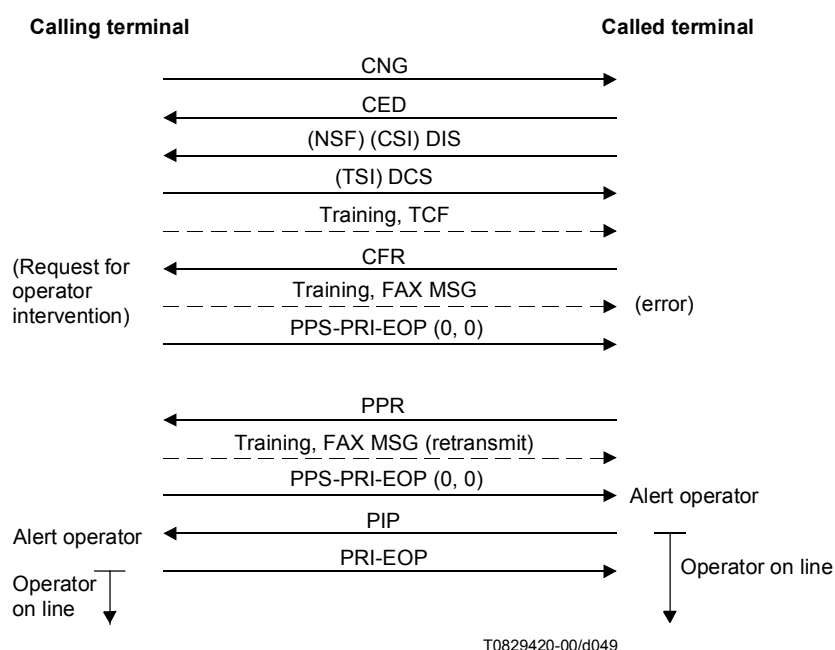 Calling terminal
Called terminal
CNG
CED
(NSF) (CSI) DIS
(TSI) DCS
Training, TCF
CFR
(Request for
operator
intervention)
Training, FAX MSG
(error)
PPS-PRI-EOP (0, 0)
PPR
Training, FAX MSG (retransmit)
PPS-PRI-EOP (0, 0)
Alert operator
PIP
Alert operator
PRI-EOP
Operator on line
Operator
on line
T0829420-00/d049